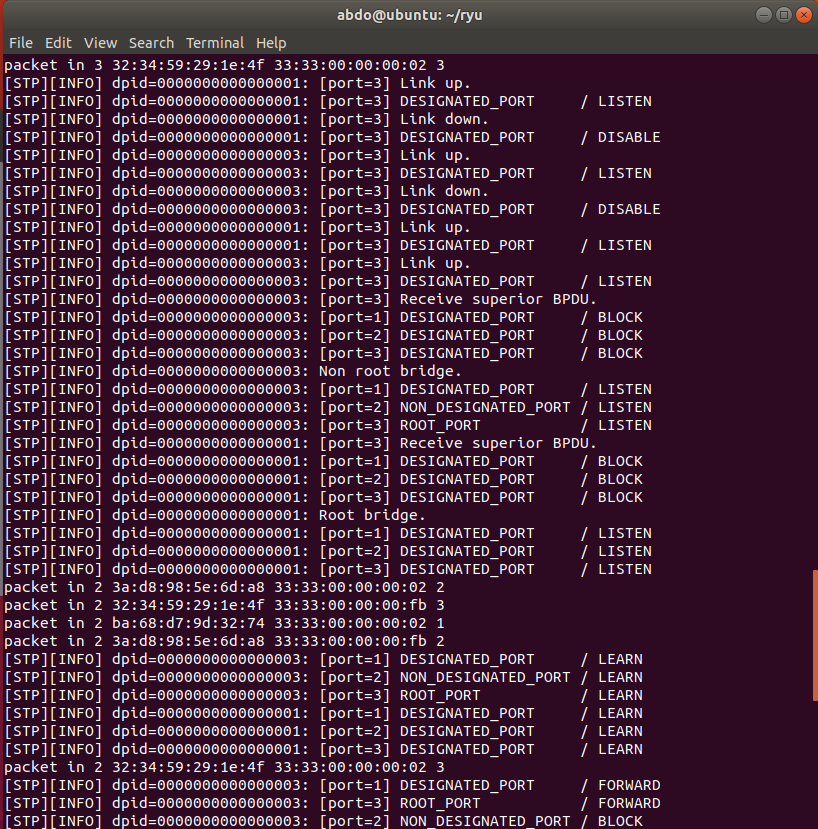 abdo@ubuntu: ~/ryu
File Edit View Search Terminal Help
packet in 3 32:34:59:29:1e:4f 33:33:00:00:00:02 3
[STP][INFO] dpid=0000000000000001: [port=3] Link up.
[STP][INFO] dpid=0000000000000001: [port=3] DESIGNATED_PORT     / LISTEN
[STP][INFO] dpid=0000000000000001: [port=3] Link down.
[STP][INFO] dpid=0000000000000001: [port=3] DESIGNATED_PORT     / DISABLE
[STP][INFO] dpid=0000000000000003: [port=3] Link up.
[STP][INFO] dpid=0000000000000003: [port=3] DESIGNATED_PORT     / LISTEN
[STP][INFO] dpid=0000000000000003: [port=3] Link down.
[STP][INFO] dpid=0000000000000003: [port=3] DESIGNATED_PORT     / DISABLE
[STP][INFO] dpid=0000000000000001: [port=3] Link up.
[STP][INFO] dpid=0000000000000001: [port=3] DESIGNATED_PORT     / LISTEN
[STP][INFO] dpid=0000000000000003: [port=3] Link up.
[STP][INFO] dpid=0000000000000003: [port=3] DESIGNATED_PORT     / LISTEN
[STP][INFO] dpid=0000000000000003: [port=3] Receive superior BPDU.
[STP][INFO] dpid=0000000000000003: [port=1] DESIGNATED_PORT     / BLOCK
[STP][INFO] dpid=0000000000000003: [port=2] DESIGNATED_PORT     / BLOCK
[STP][INFO] dpid=0000000000000003: [port=3] DESIGNATED_PORT     / BLOCK
[STP][INFO] dpid=0000000000000003: Non root bridge.
[STP][INFO] dpid=0000000000000003: [port=1] DESIGNATED_PORT     / LISTEN
[STP][INFO] dpid=0000000000000003: [port=2] NON_DESIGNATED_PORT / LISTEN
[STP][INFO] dpid=0000000000000003: [port=3] ROOT_PORT           / LISTEN
[STP][INFO] dpid=0000000000000001: [port=3] Receive superior BPDU.
[STP][INFO] dpid=0000000000000001: [port=1] DESIGNATED_PORT     / BLOCK
[STP][INFO] dpid=0000000000000001: [port=2] DESIGNATED_PORT     / BLOCK
[STP][INFO] dpid=0000000000000001: [port=3] DESIGNATED_PORT     / BLOCK
[STP][INFO] dpid=0000000000000001: Root bridge.
[STP][INFO] dpid=0000000000000001: [port=1] DESIGNATED_PORT     / LISTEN
[STP][INFO] dpid=0000000000000001: [port=2] DESIGNATED_PORT     / LISTEN
[STP][INFO] dpid=0000000000000001: [port=3] DESIGNATED_PORT     / LISTEN
packet in 2 3a:d8:98:5e:6d:a8 33:33:00:00:00:02 2
packet in 2 32:34:59:29:1e:4f 33:33:00:00:00:fb 3
packet in 2 ba:68:d7:9d:32:74 33:33:00:00:00:02 1
packet in 2 3a:d8:98:5e:6d:a8 33:33:00:00:00:fb 2
[STP][INFO] dpid=0000000000000003: [port=1] DESIGNATED_PORT     / LEARN
[STP][INFO] dpid=0000000000000003: [port=2] NON_DESIGNATED_PORT / LEARN
[STP][INFO] dpid=0000000000000003: [port=3] ROOT_PORT           / LEARN
[STP][INFO] dpid=0000000000000001: [port=1] DESIGNATED_PORT     / LEARN
[STP][INFO] dpid=0000000000000001: [port=2] DESIGNATED_PORT     / LEARN
[STP][INFO] dpid=0000000000000001: [port=3] DESIGNATED_PORT     / LEARN
packet in 2 32:34:59:29:1e:4f 33:33:00:00:00:02 3
[STP][INFO] dpid=0000000000000003: [port=1] DESIGNATED_PORT     / FORWARD
[STP][INFO] dpid=0000000000000003: [port=3] ROOT_PORT           / FORWARD
[STP][INFO] dpid=0000000000000003: [port=2] NON_DESIGNATED_PORT / BLOCK